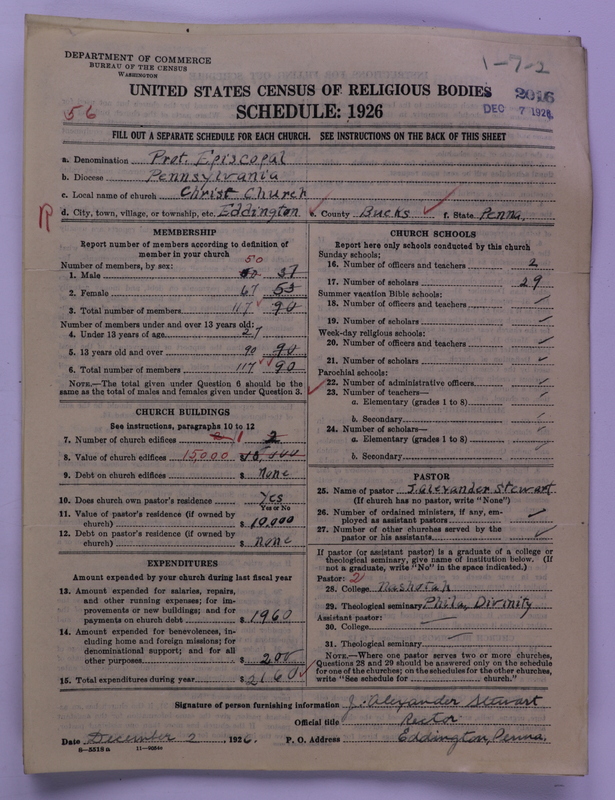 DEPARTMENT OF COMMERCE
BUREAU OF THE CENSUS
WASHINGTON
1-7-2
UNITED STATES CENSUS OF RELIGIOUS BODIES
2016
56
SCHEDULE: 1926
DEC 7 1926
FILL OUT A SEPARATE SCHEDULE FOR EACH CHURCH. SEE INSTRUCTIONS ON THE BACK OF THIS SHEET
a. Denomination Prot. Episcopal
b. Diocese Pennsylvania
c. Local name of church Christ Church
R d. City, town, village, or township, etc. Eddington e. County Bucks f. State Penna.
MEMBERSHIP
Report number of members according to definition of
member in your church
Number of members, by sex:
50
1. Male 37
2. Female 67 53
3. Total number of members 117 90
Number of members under and over 13 years old:
4. Under 13 years of age 27
5. 13 years old and over 90 90
6. Total number of members 117 90
NOTE.—The total given under Question 6 should be the
same as the total of males and females given under Question 3.
CHURCH BUILDINGS
See instructions, paragraphs 10 to 12
7. Number of church edifices 1 2
8. Value of church edifices 15,000 $
9. Debt on church edifices $ None
10. Does church own pastor's residence Yes
Yes or No
11. Value of pastor's residence (if owned by
church) $ 10,000
12. Debt on pastor's residence (if owned by
church) $ none
EXPENDITURES
Amount expended by your church during last fiscal year
13. Amount expended for salaries, repairs,
and other running expenses; for im-
provements or new buildings; and for
payments on church debt $ 1960
14. Amount expended for benevolences, in-
cluding home and foreign missions; for
denominational support; and for all
other purposes $ 200
15. Total expenditures during year $ 2160
CHURCH SCHOOLS
Report here only schools conducted by this church
Sunday schools:
16. Number of officers and teachers 2
17. Number of scholars 29
Summer vacation Bible schools:
18. Number of officers and teachers
19. Number of scholars
Week-day religious schools:
20. Number of officers and teachers
21. Number of scholars
Parochial schools:
22. Number of administrative officers
23. Number of teachers—
a. Elementary (grades 1 to 8)
b. Secondary
24. Number of scholars—
a. Elementary (grades 1 to 8)
b. Secondary
PASTOR
25. Name of pastor J. Alexander Stewart
(If church has no pastor, write "None")
26. Number of ordained ministers, if any, em-
ployed as assistant pastors
27. Number of other churches served by the
pastor or his assistants
If pastor (or assistant pastor) is a graduate of a college or
theological seminary, give name of institution below. (If
not a graduate, write "No" in the space indicated.)
Pastor: 2
28. College Nashotah
29. Theological seminary Phila. Divinity
Assistant pastor:
30. College
31. Theological seminary
NOTE.—Where one pastor serves two or more churches,
Questions 28 and 29 should be answered only on the schedule
for one of the churches; on the schedules for the other churches,
write "See schedule for church."
Signature of person furnishing information J. Alexander Stewart
Official title Rector
Date December 2, 1926. P. O. Address Eddington, Penna.
8-5518a